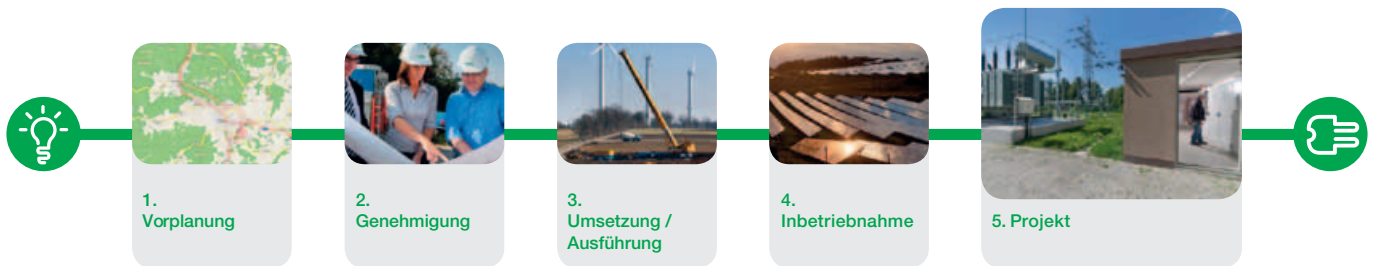 1.
Vorplanung
2.
Genehmigung
3.
Umsetzung /
Ausführung
4.
Inbetriebnahme
5. Projekt